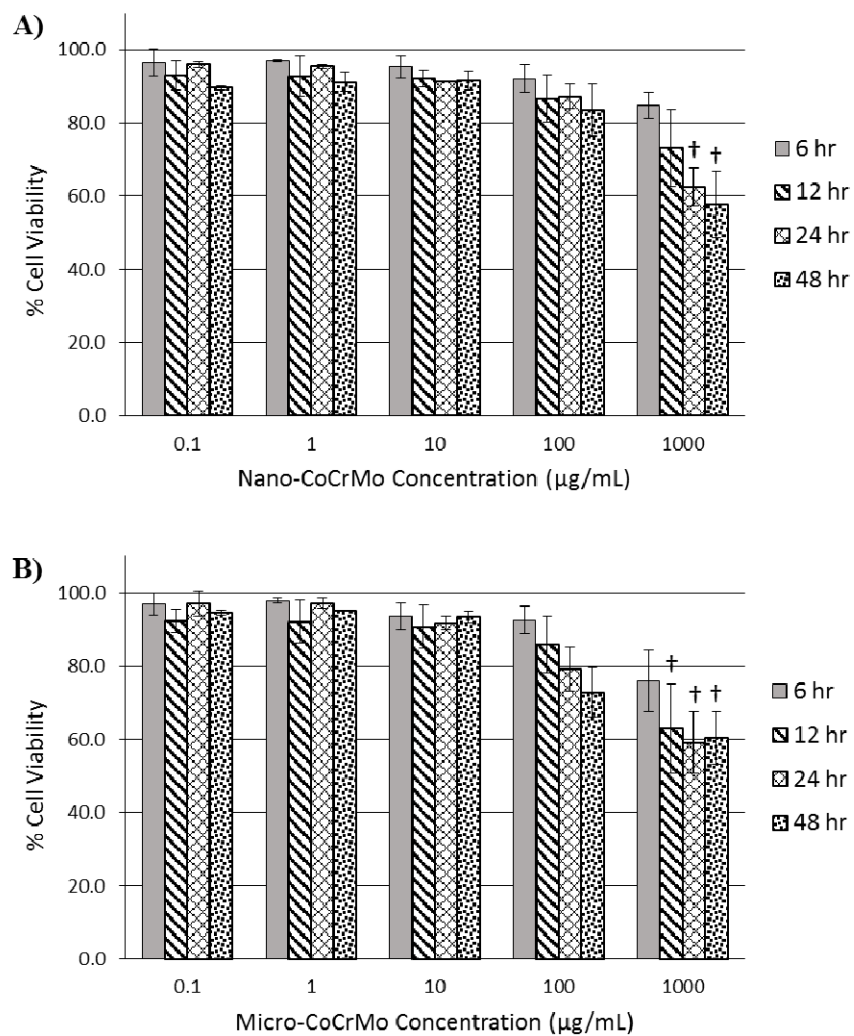 A)
100.0
80.0
60.0
40.0
20.0
0.0
% Cell Viability
† †
0.1 1 10 100 1000
Nano-CoCrMo Concentration (µg/mL)
6 hr
12 hr
24 hr
48 hr
B)
100.0
80.0
60.0
40.0
20.0
0.0
% Cell Viability
†
† †
0.1 1 10 100 1000
Micro-CoCrMo Concentration (µg/mL)
6 hr
12 hr
24 hr
48 hr